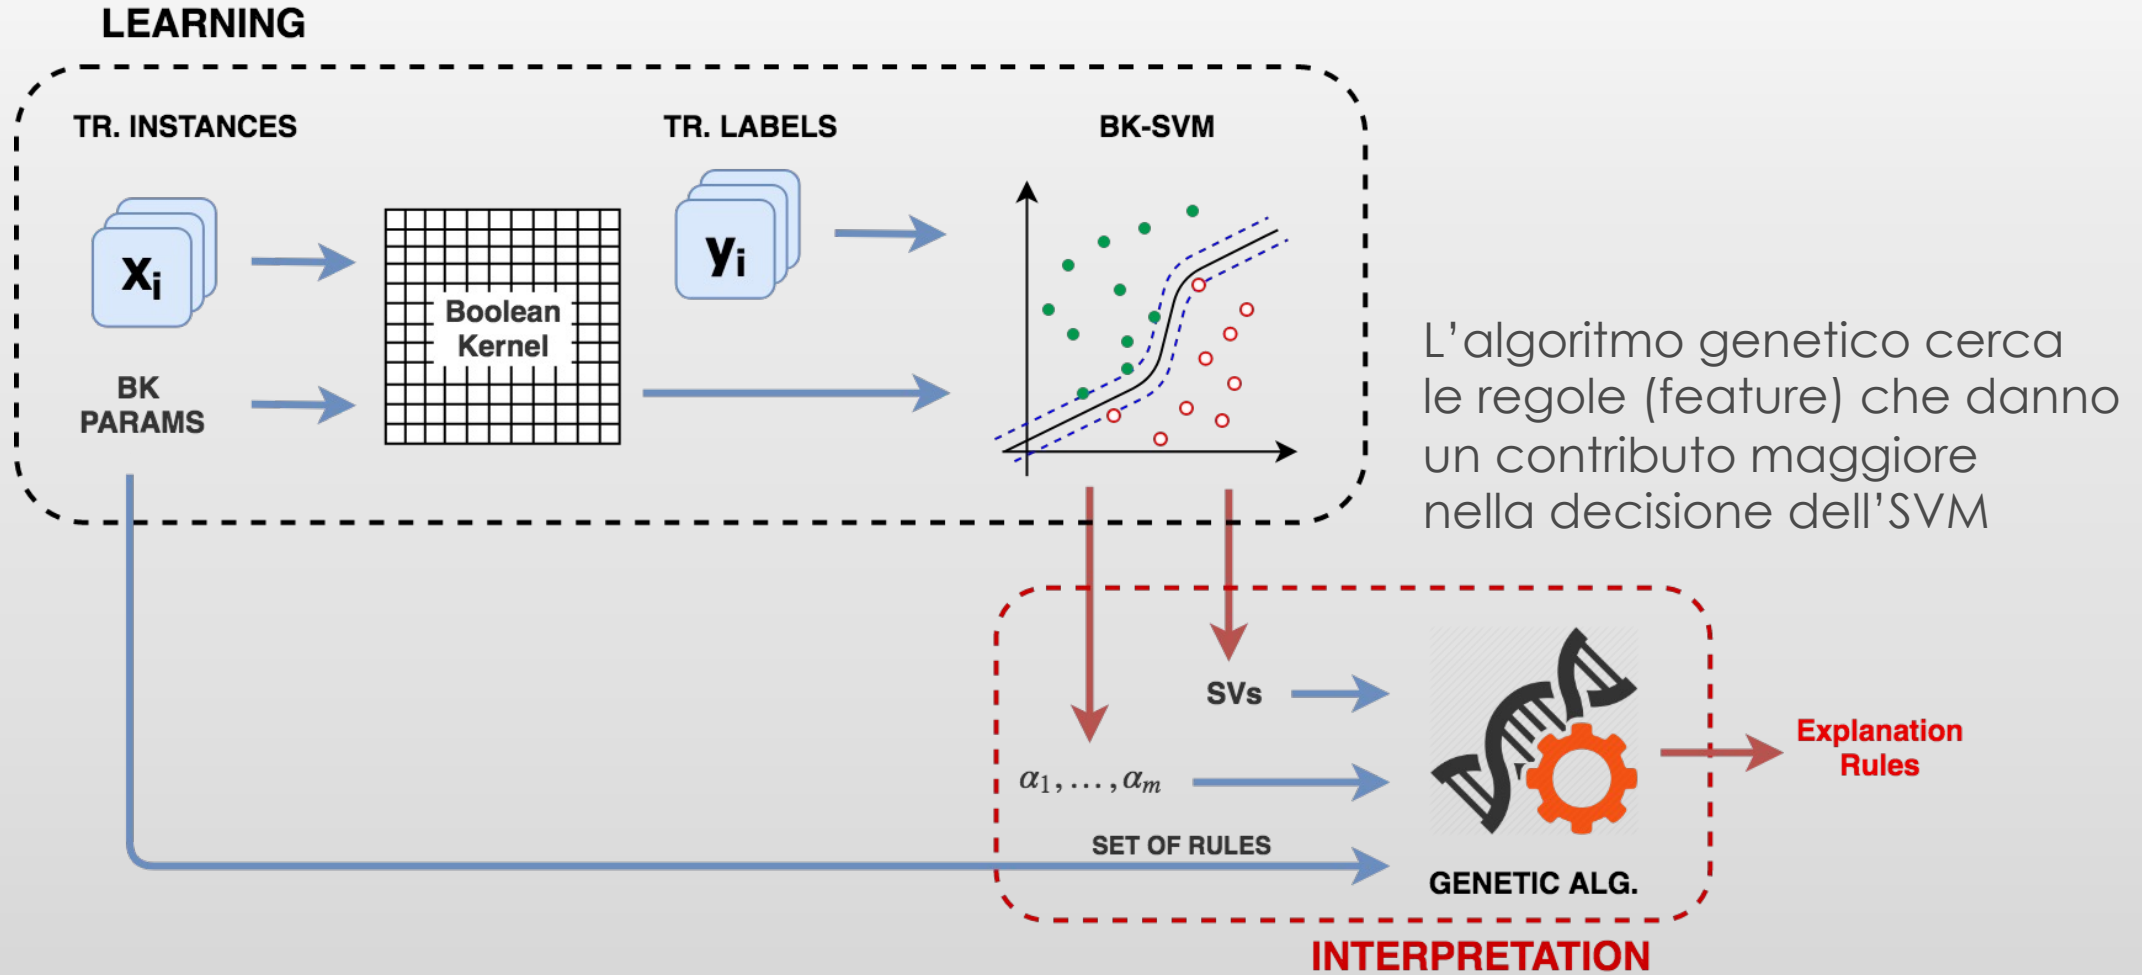 LEARNING
TR. INSTANCES
TR. LABELS
BK-SVM
xi
yi
Boolean
Kernel
BK
PARAMS
L’algoritmo genetico cerca
le regole (feature) che danno
un contributo maggiore
nella decisione dell’SVM
SVs
α1, ... , αm
SET OF RULES
GENETIC ALG.
Explanation
Rules
INTERPRETATION